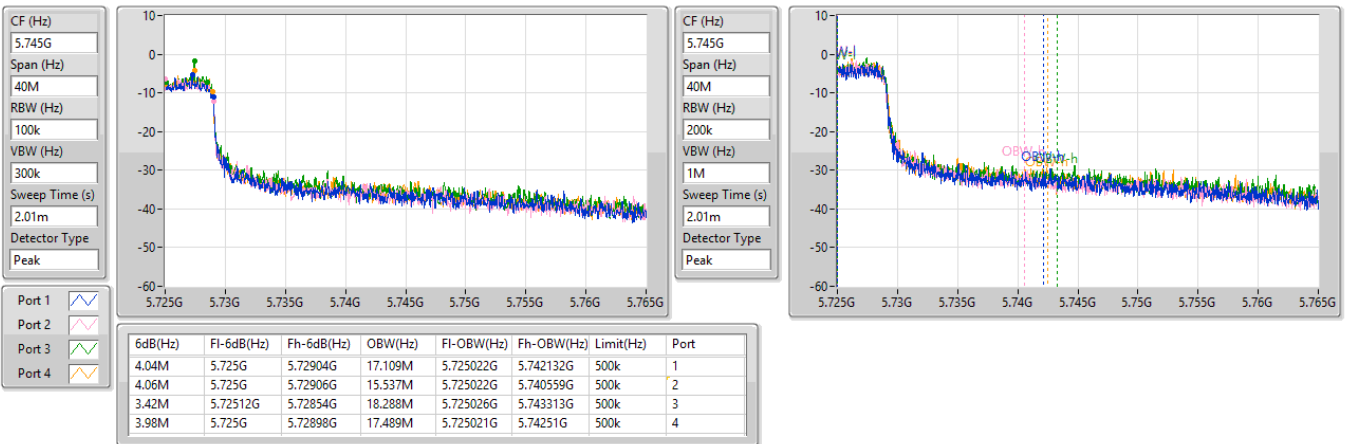 CF (Hz)
5.745G
Span (Hz)
40M
RBW (Hz)
100k
VBW (Hz)
300k
Sweep Time (s)
2.01m
Detector Type
Peak
10
0
-10
-20
-30
-40
-50
-60
5.725G 5.73G 5.735G 5.74G 5.745G 5.75G 5.755G 5.76G 5.765G
CF (Hz)
5.745G
Span (Hz)
40M
RBW (Hz)
200k
VBW (Hz)
1M
Sweep Time (s)
2.01m
Detector Type
Peak
10
0
-10
-20
-30
-40
-50
-60
5.725G 5.73G 5.735G 5.74G 5.745G 5.75G 5.755G 5.76G 5.765G
Port 1
Port 2
Port 3
Port 4
6dB(Hz) Fl-6dB(Hz) Fh-6dB(Hz) OBW(Hz) Fl-OBW(Hz) Fh-OBW(Hz) Limit(Hz) Port
4.04M 5.725G 5.72904G 17.109M 5.725022G 5.742132G 500k 1
4.06M 5.725G 5.72906G 15.537M 5.725022G 5.740559G 500k 2
3.42M 5.72512G 5.72854G 18.288M 5.725026G 5.743313G 500k 3
3.98M 5.725G 5.72898G 17.489M 5.725021G 5.74251G 500k 4